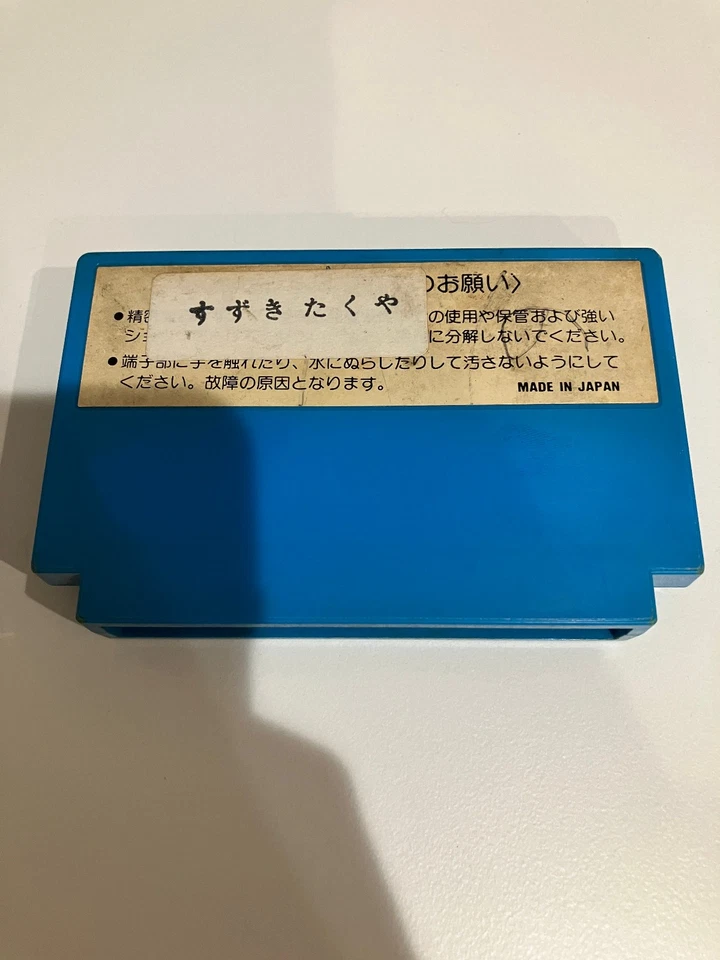 のお願い〉
すずきたくや
●精密 の使用や保管および強い
ショ に分解しないでください。
●端子部に手を触れたり、水にぬらしたりして汚さないようにして
ください。故障の原因となります。
MADE IN JAPAN